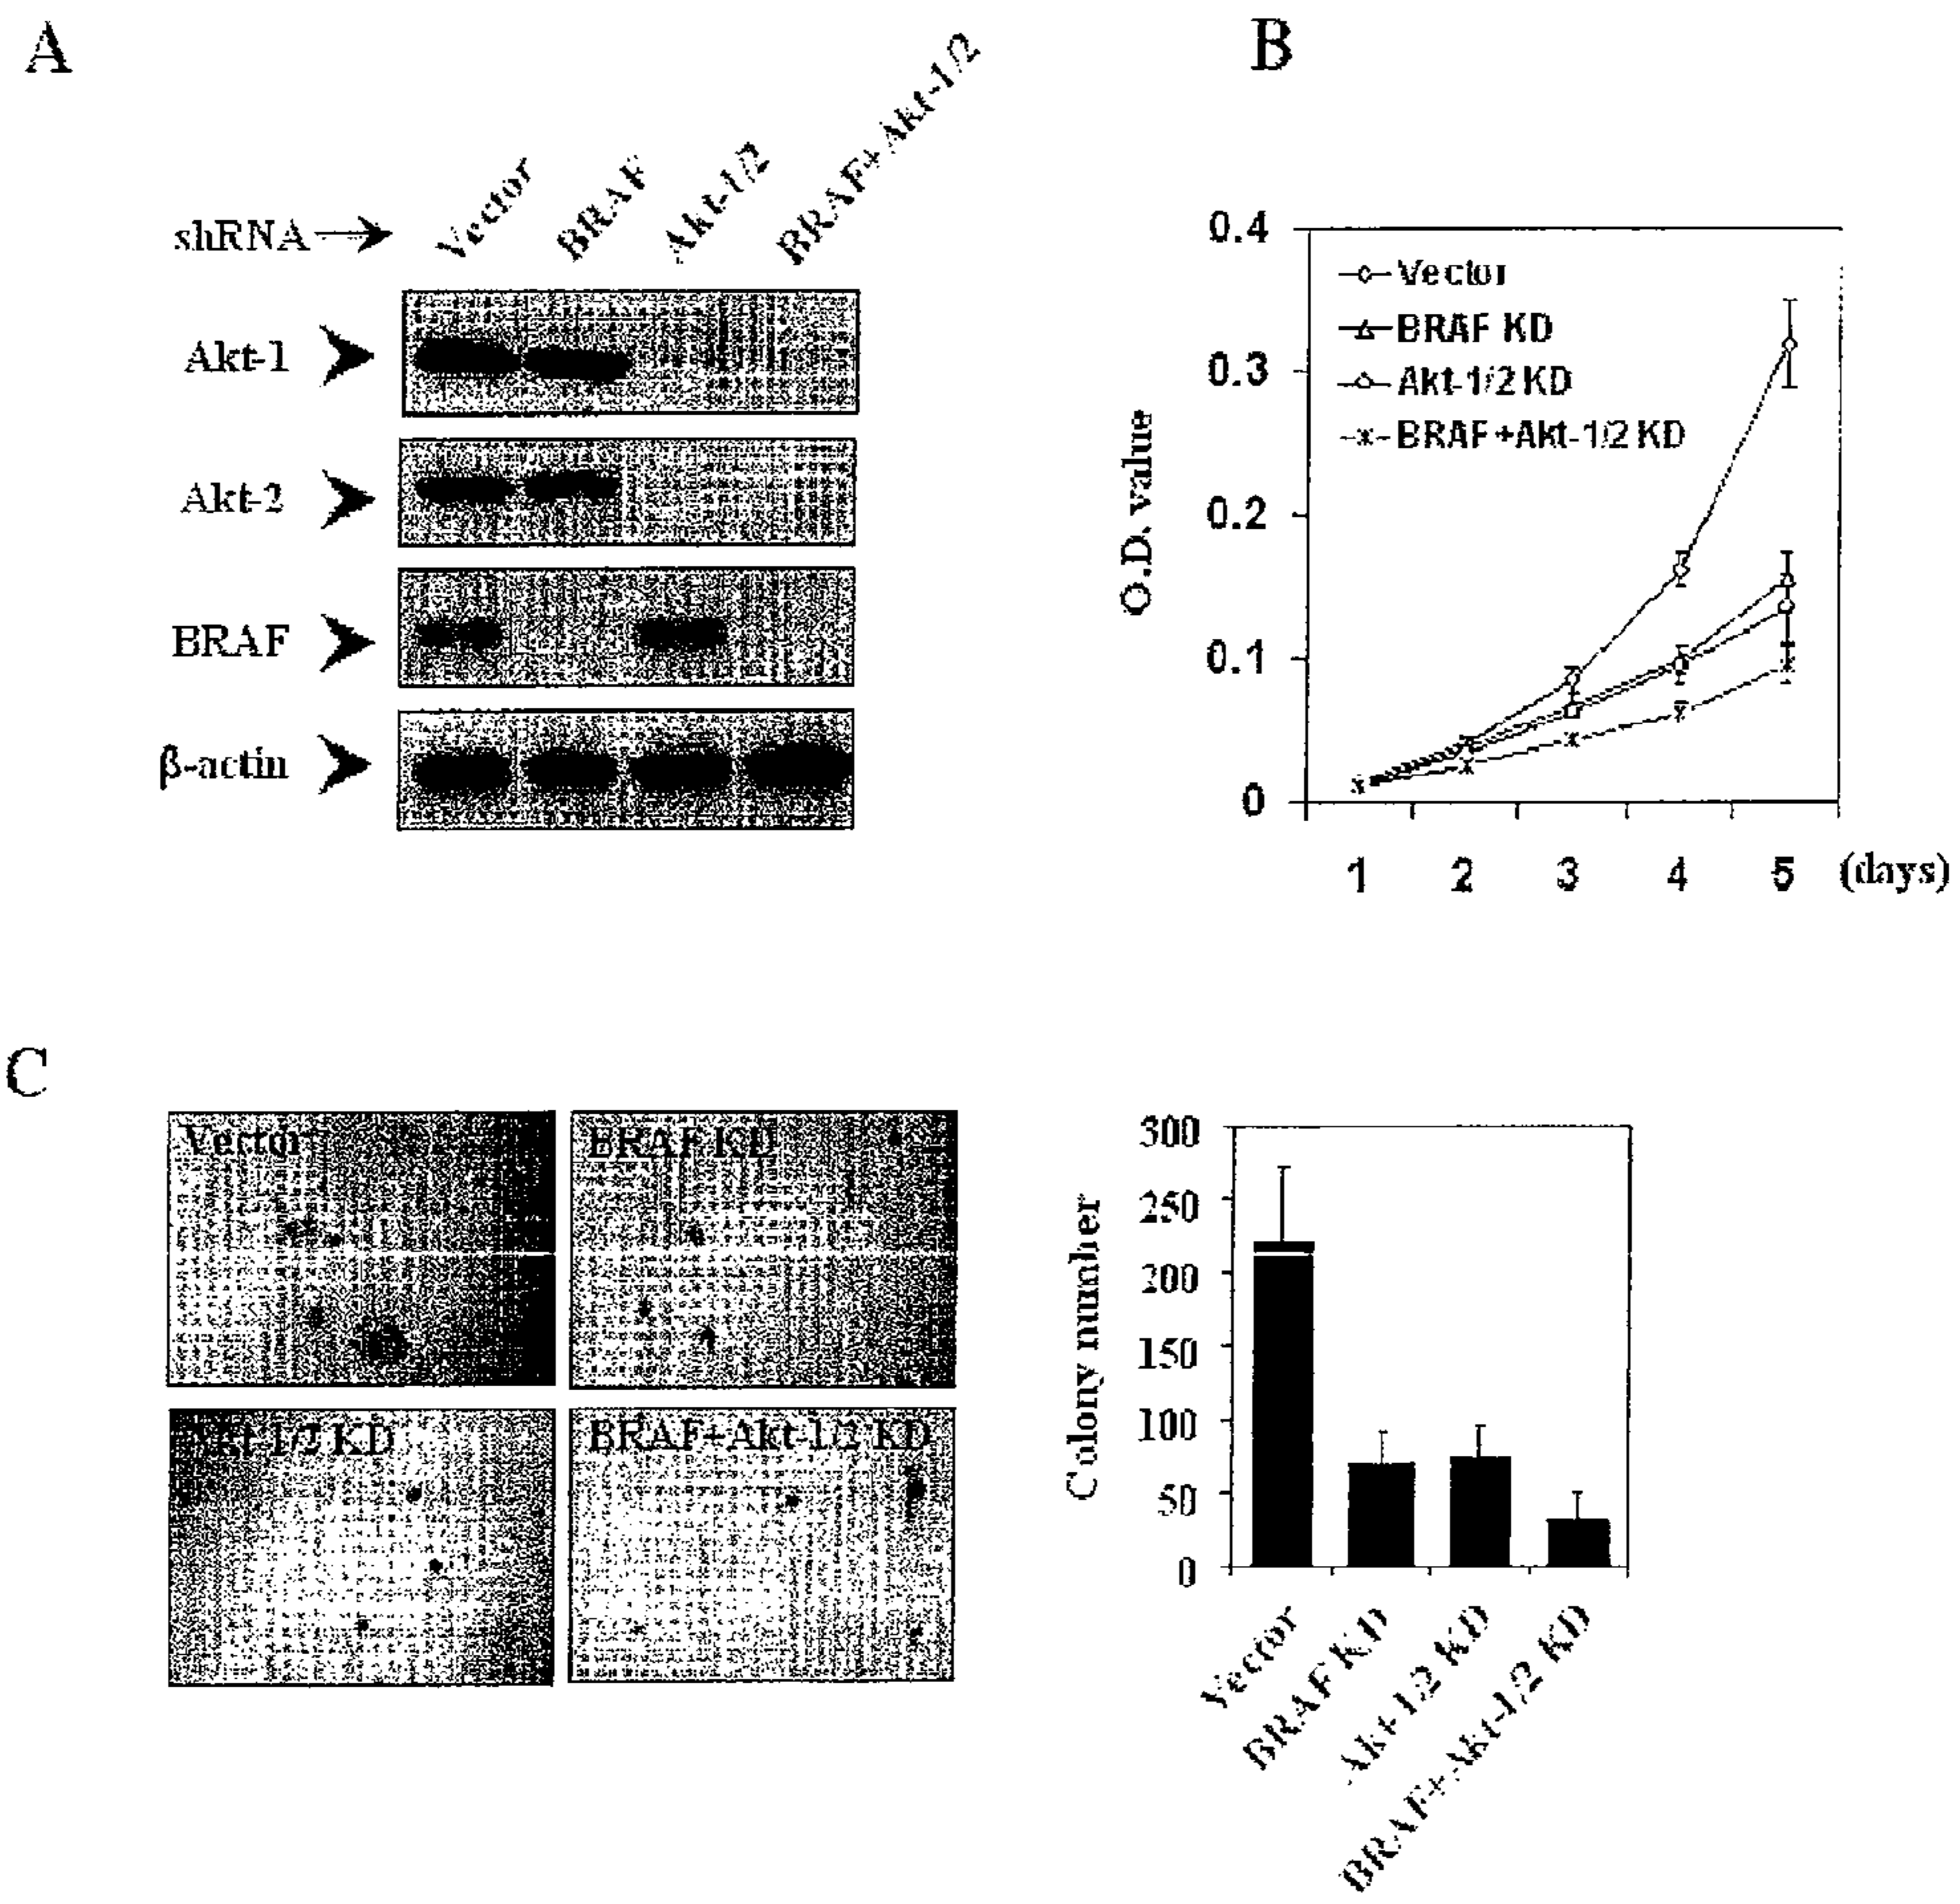 A
shRNA
Vector
BRAF
Akt-1/2
BRAF+Akt-1/2
Akt-1
Akt-2
BRAF
β-actin
B
0.4
0.3
0.2
0.1
0
O.D. value
Vector
BRAF KD
Akt-1/2 KD
BRAF+Akt-1/2 KD
1 2 3 4 5 (days)
C
Vector
BRAF KD
Akt-1/2 KD
BRAF+Akt-1/2 KD
Colony number
300
250
200
150
100
50
0
Vector
BRAF KD
Akt-1/2 KD
BRAF+Akt-1/2 KD